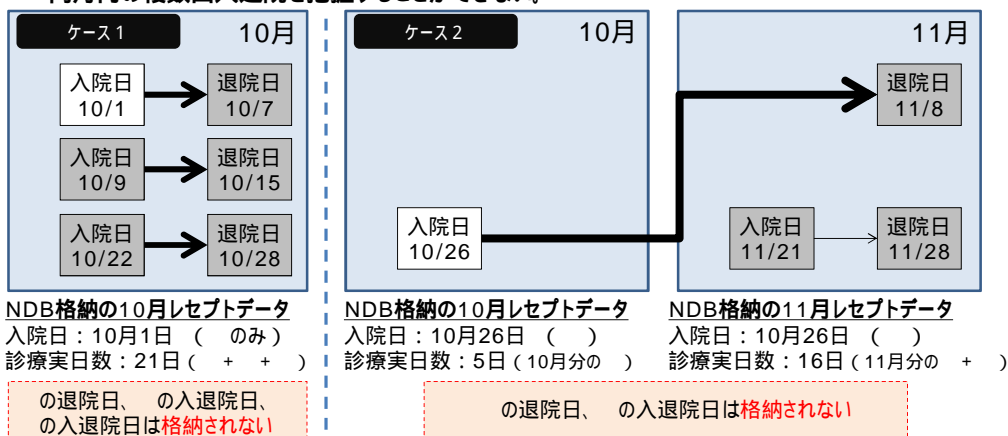 ケース1
10月
入院日
10/1
退院日
10/7
入院日
10/9
退院日
10/15
入院日
10/22
退院日
10/28
NDB格納の10月レセプトデータ
入院日：10月1日 ( のみ)
診療実日数：21日( + + )
の退院日、 の入退院日、
の入退院日は格納されない
ケース2
10月
入院日
10/26
11月
退院日
11/8
入院日
11/21
退院日
11/28
NDB格納の10月レセプトデータ
入院日：10月26日 ( )
診療実日数：5日(10月分の )
NDB格納の11月レセプトデータ
入院日：10月26日 ( )
診療実日数：16日(11月分の + )
の退院日、 の入退院日は格納されない